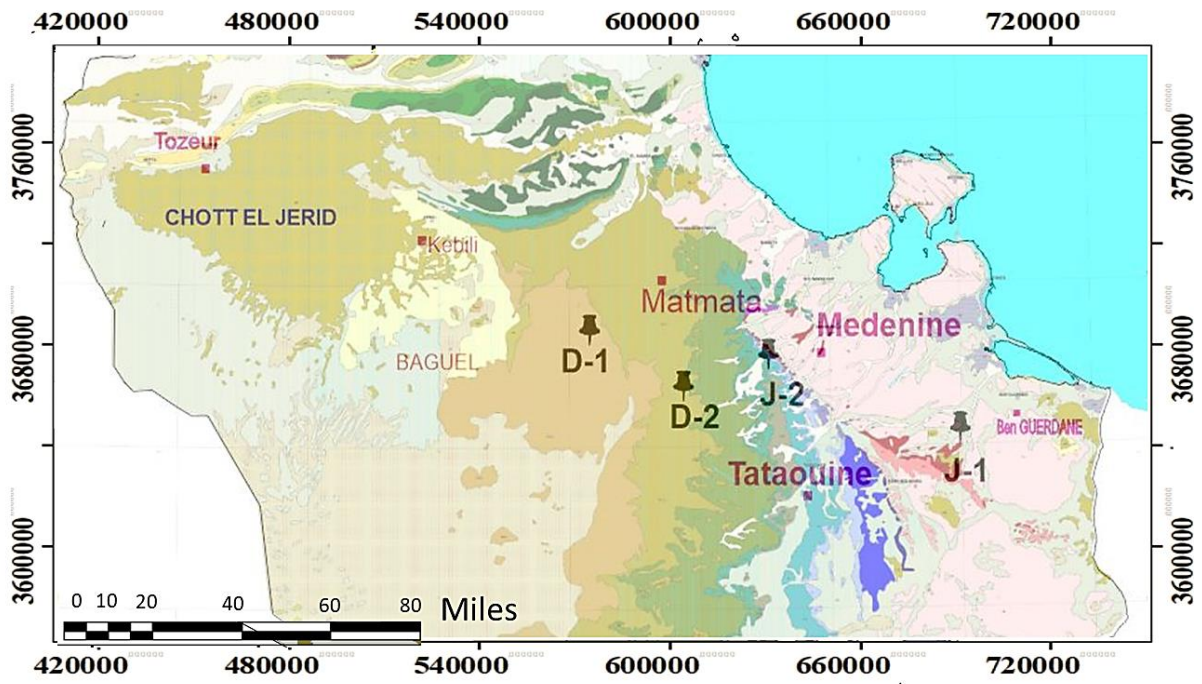 420000 480000 540000 600000 660000 720000
3760000
3760000
Tozeur
CHOTT EL JERID
Kebili
Matmata
Medenine
3680000
3680000
BAGUEL
D-1
J-2
D-2
Ben GUERDANE
J-1
Tataouine
3600000
3600000
0 10 20 40 60 80 Miles
420000 480000 540000 600000 660000 720000